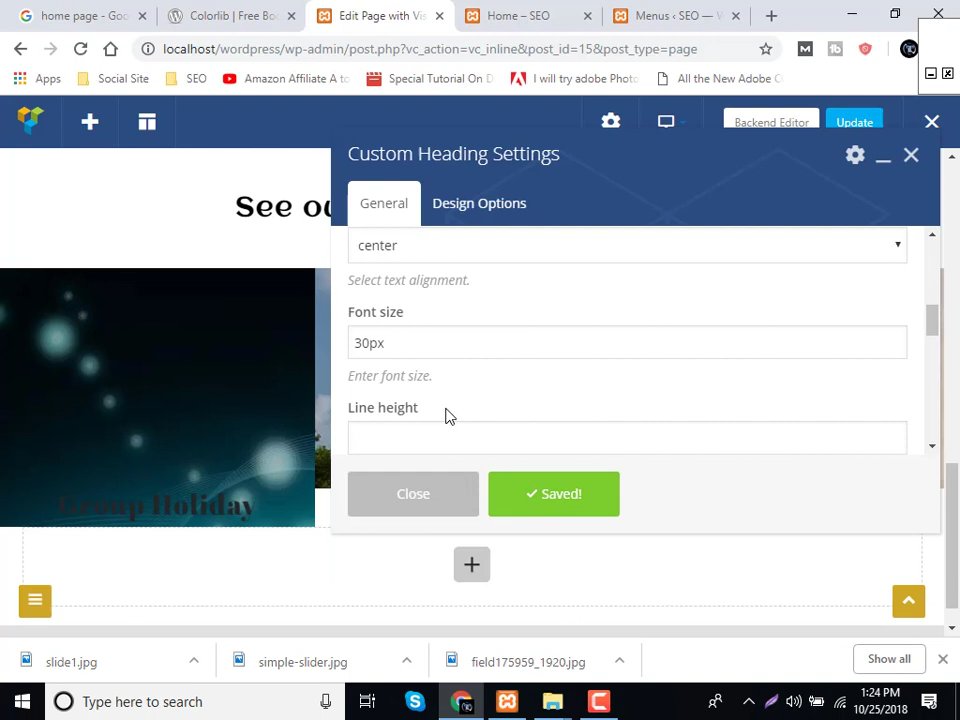 home page - Goo
Colorlib | Free Bo
Edit Page with Vis
Home – SEO
Menus ‹ SEO — W
localhost/wordpress/wp-admin/post.php?vc_action=vc_inline&post_id=15&post_type=page
Apps
Social Site
SEO
Amazon Affiliate A to
Special Tutorial On D
I will try adobe Photo
All the New Adobe C
Backend Editor
Update
Custom Heading Settings
General
Design Options
See ou
center
Select text alignment.
Font size
30px
Enter font size.
Line height
Close
Saved!
Group Holiday
slide1.jpg
simple-slider.jpg
field175959_1920.jpg
Show all
Type here to search
1:24 PM
10/25/2018